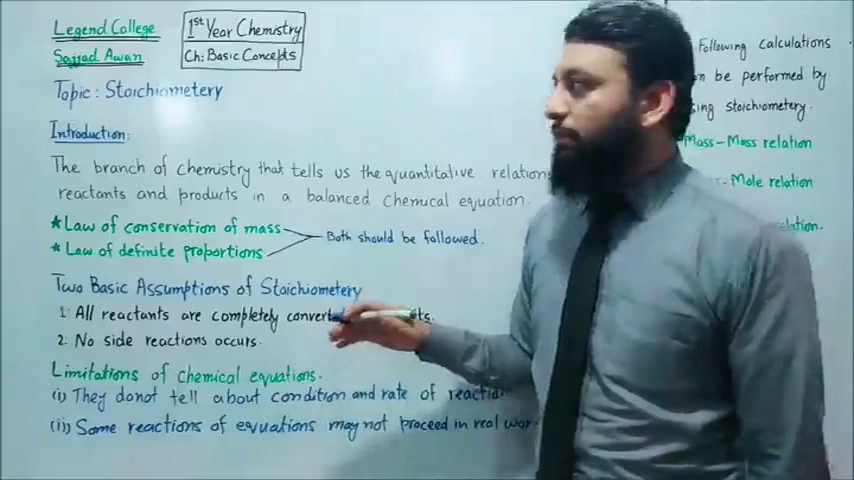 Legend College
Sajjad Awan
1st Year Chemistry
Ch: Basic Concepts
Topic: Stoichiometery
Introduction:
The branch of chemistry that tells us the quantitative relations
reactants and products in a balanced chemical equation.
*Law of conservation of mass
*Law of definite proportions
Both should be followed.
Two Basic Assumptions of Stoichiometery
1. All reactants are completely
2. No side reactions occurs.
Limitations of chemical equations.
(i) They donot tell about condition and rate of
(ii) Some reactions of equations may not proceed in real
Following calculations
be performed by
stoichiometery.
Mass-Mass relation
Mole relation